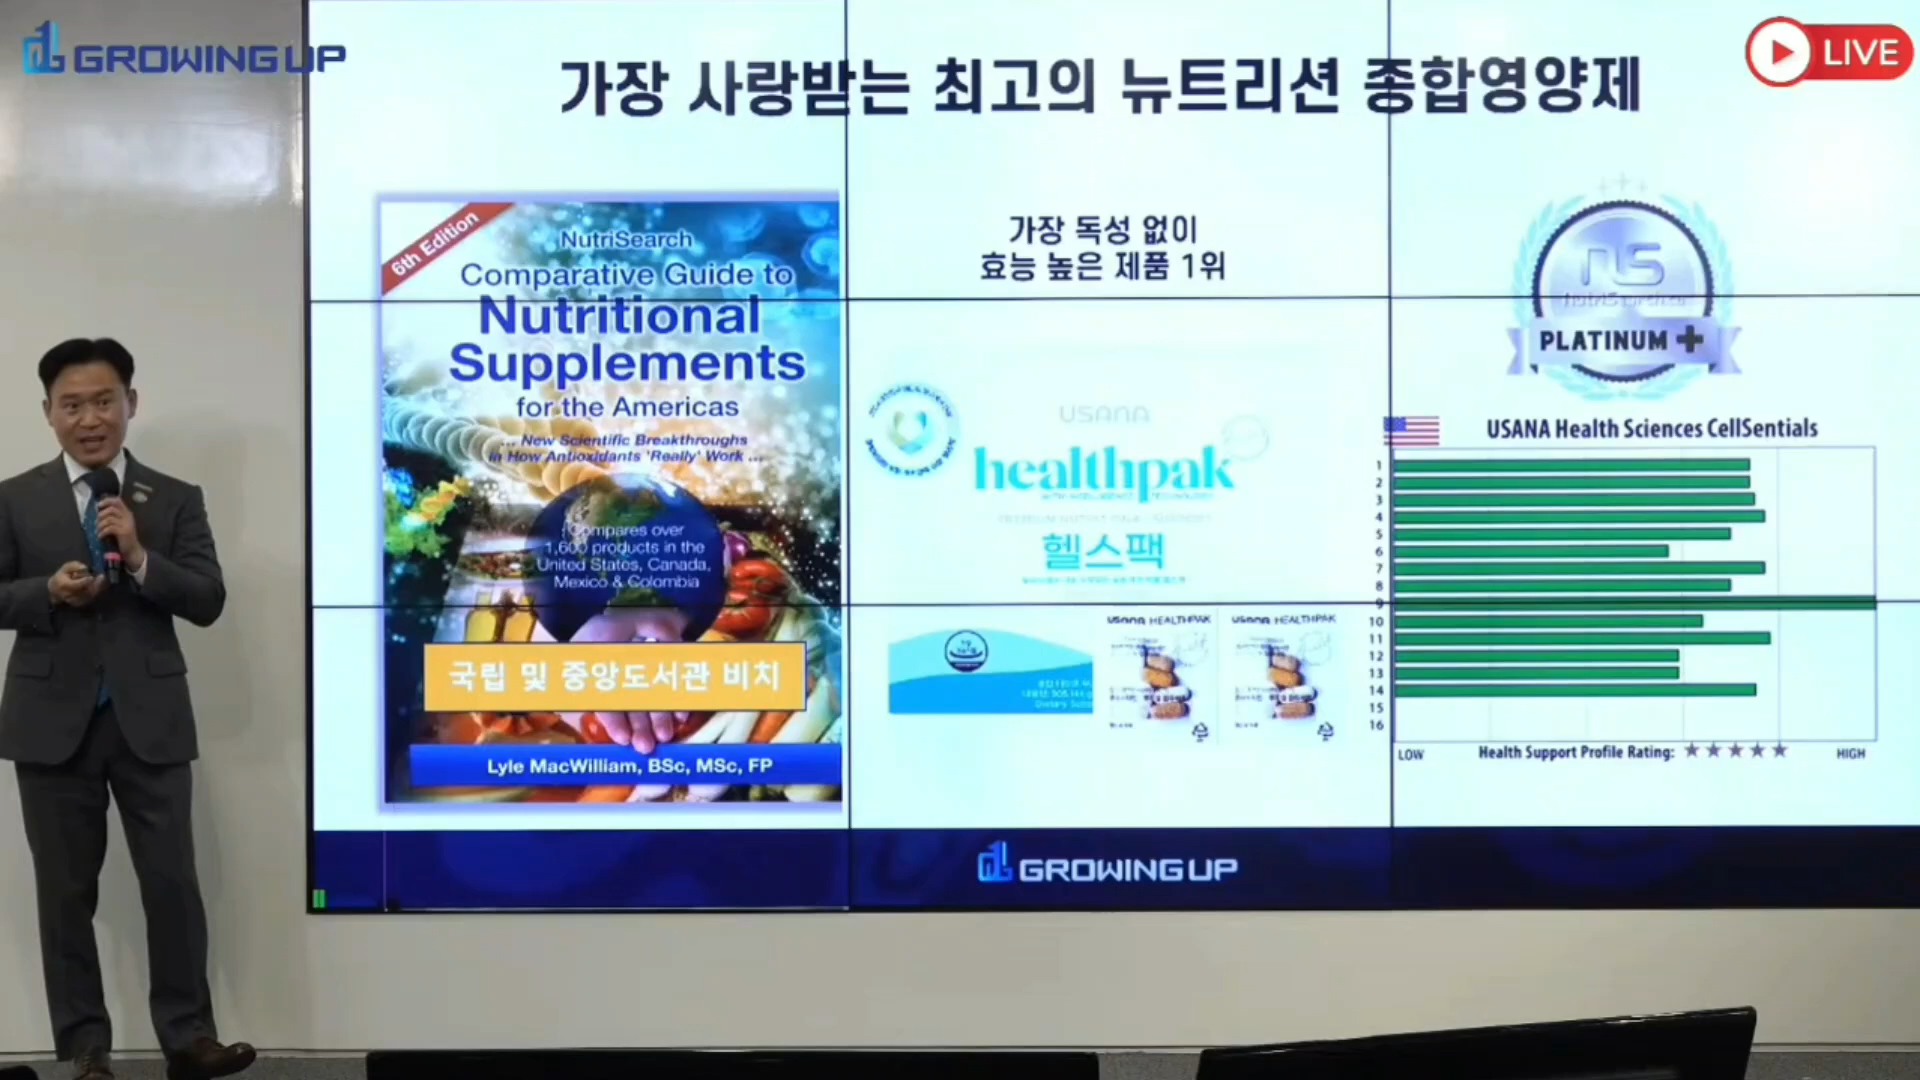 GROWING UP
LIVE
가장 사랑받는 최고의 뉴트리션 종합영양제
6th Edition
NutriSearch
Comparative Guide to
Nutritional
Supplements
for the Americas
... New Scientific Breakthroughs
in How Antioxidants 'Really' Work ...
Compares over
1,600 products in the
United States, Canada,
Mexico & Colombia
국립 및 중앙도서관 비치
Lyle MacWilliam, BSc, MSc, FP
가장 독성 없이
효능 높은 제품 1위
USANA
healthpak
헬스팩
USANA HEALTHPAK
USANA HEALTHPAK
NS
NutriSearch
PLATINUM +
USANA Health Sciences CellSentials
1
2
3
4
5
6
7
8
9
10
11
12
13
14
15
16
LOW Health Support Profile Rating: ★★★★★ HIGH
GROWING UP